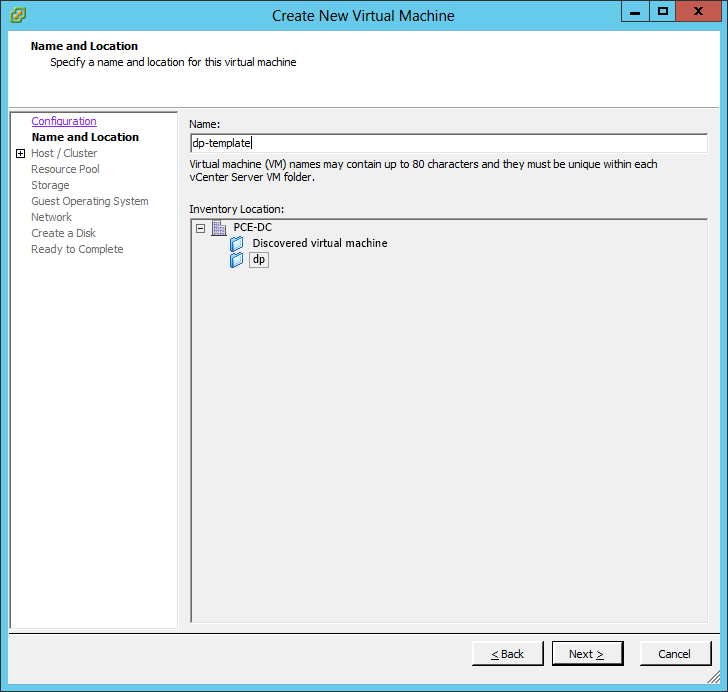 Create New Virtual Machine
Name and Location
Specify a name and location for this virtual machine
Configuration
Name and Location
Host / Cluster
Resource Pool
Storage
Guest Operating System
Network
Create a Disk
Ready to Complete
Name:
dp-template
Virtual machine (VM) names may contain up to 80 characters and they must be unique within each
vCenter Server VM folder.
Inventory Location:
PCE-DC
Discovered virtual machine
dp
< Back
Next >
Cancel